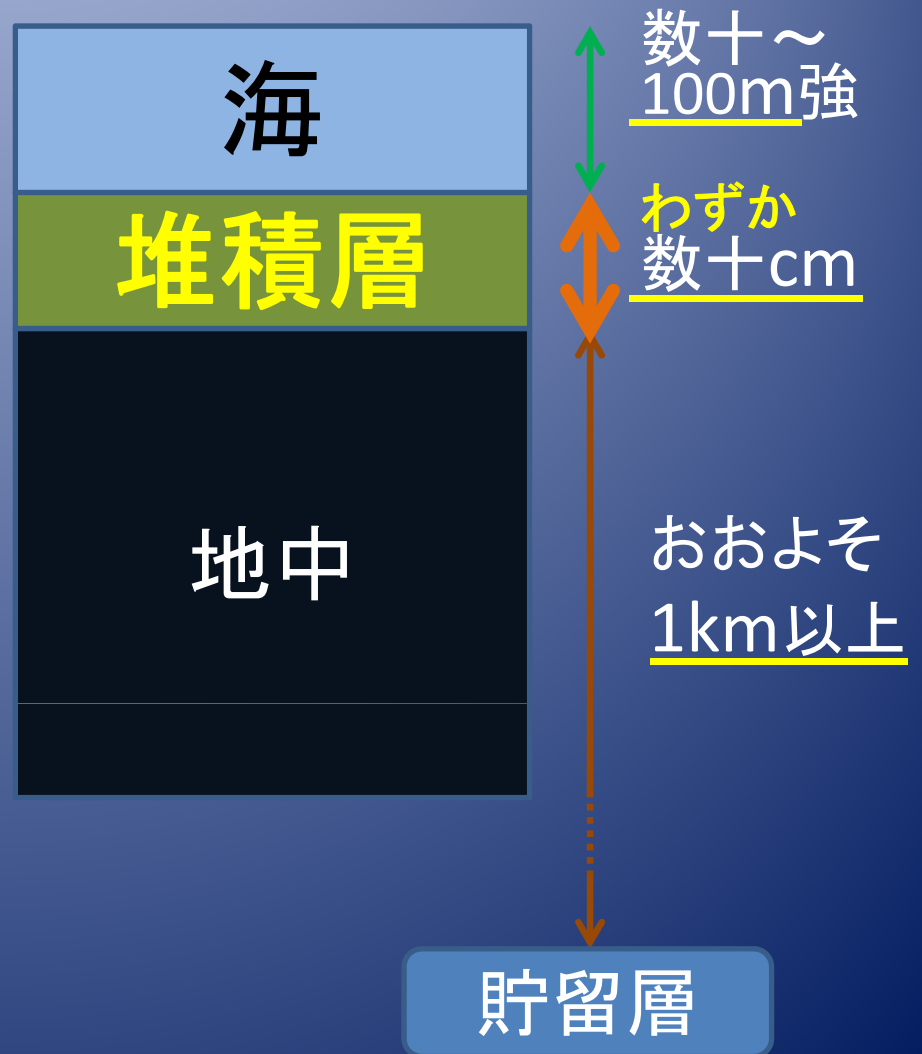 海
数十～
100m強
堆積層
わずか
数十cm
地中
おおよそ
1km以上
貯留層